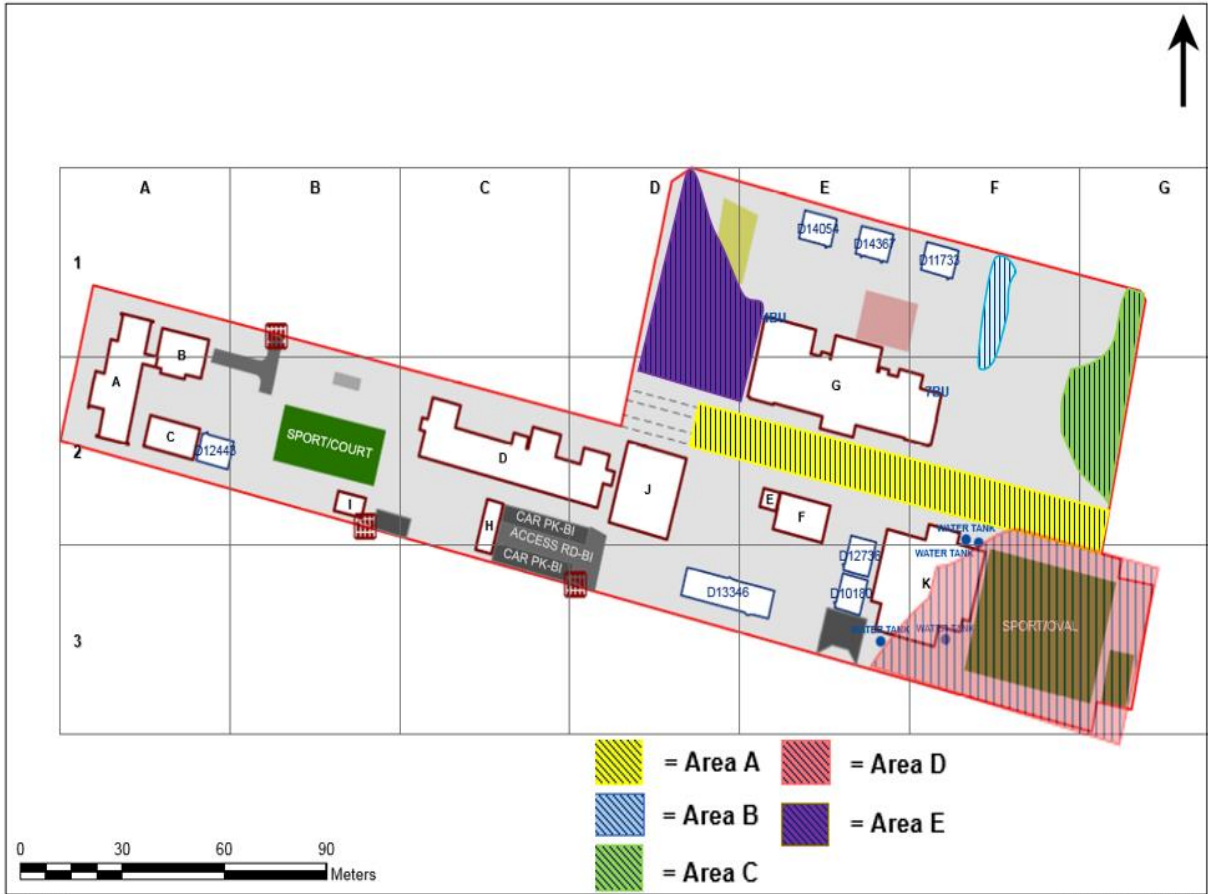 A B C D E F G
1
D14054
D14367
D11733
4BU
B
A
G
7BU
C
D12443
SPORT/COURT
2
D
J
I
H
CAR PK-BI
ACCESS RD-BI
CAR PK-BI
E
F
WATER TANK
WATER TANK
D12736
D10180
D13346
K
3
WATER TANK
WATER TANK
SPORT/OVAL
= Area A
= Area D
= Area B
= Area E
= Area C
0 30 60 90
Meters